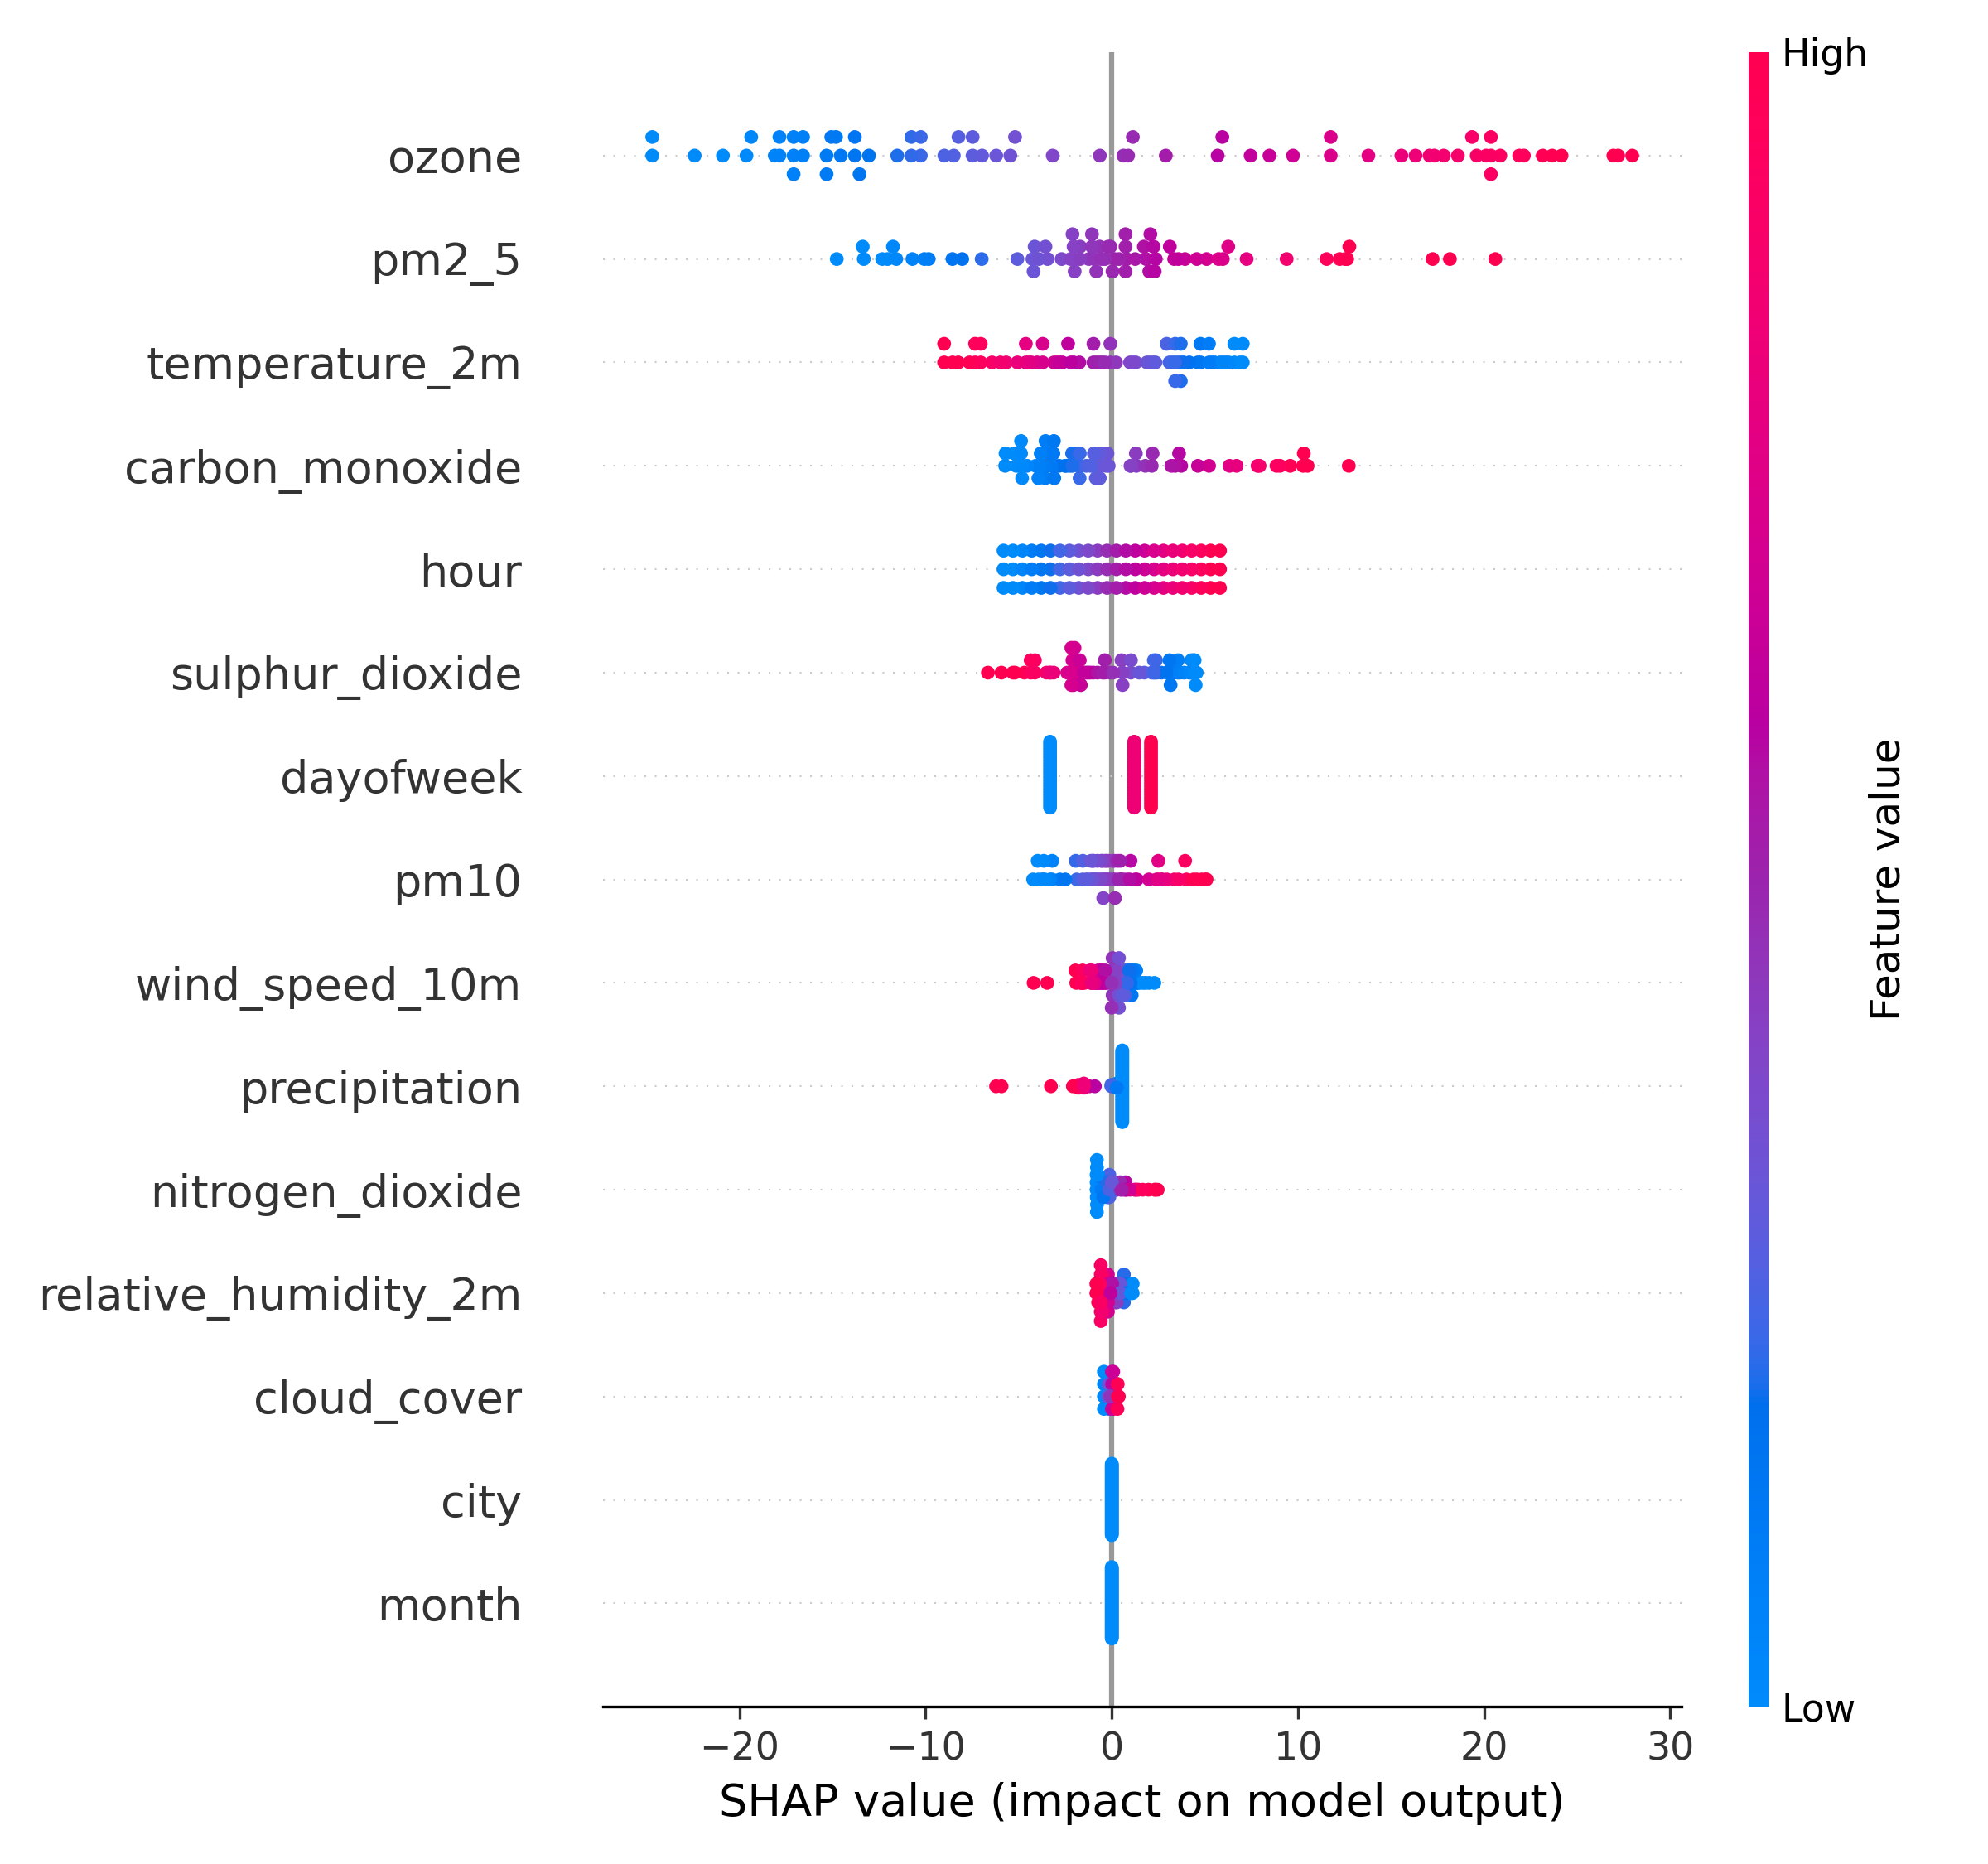 High
ozone
pm2_5
temperature_2m
carbon_monoxide
hour
sulphur_dioxide
dayofweek
pm10
wind_speed_10m
precipitation
nitrogen_dioxide
relative_humidity_2m
cloud_cover
city
month
Feature value
Low
−20 −10 0 10 20 30
SHAP value (impact on model output)